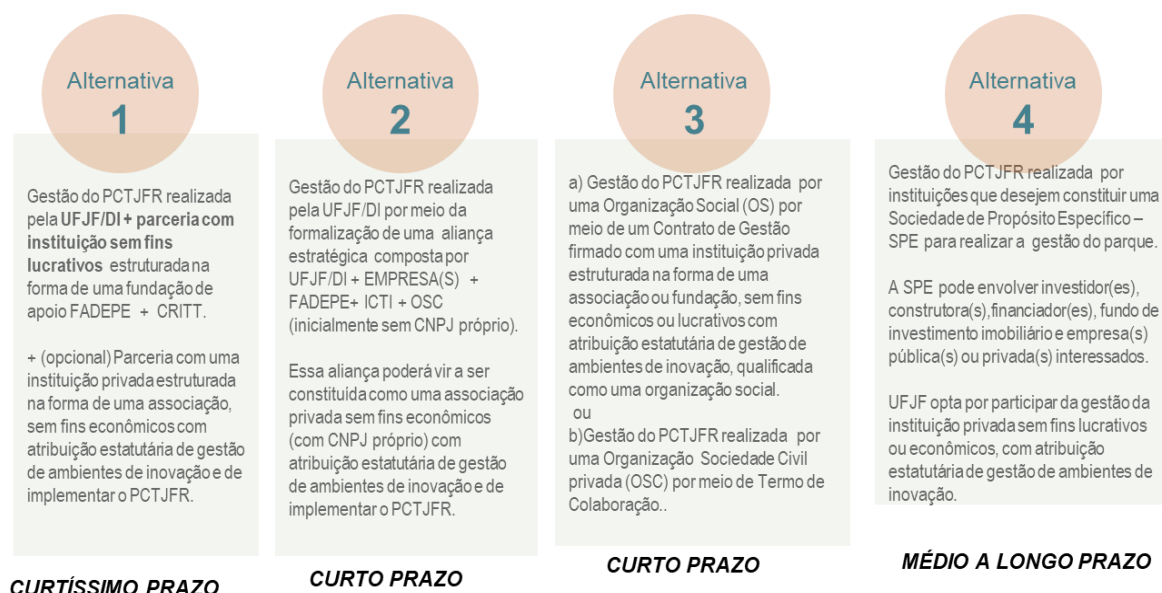 Alternativa
1
Gestão do PCTJFR realizada
pela UFJF/DI + parceria com
instituição sem fins
lucrativos estruturada na
forma de uma fundação de
apoio FADEPE + CRITT.
+ (opcional) Parceria com uma
instituição privada estruturada
na forma de uma associação,
sem fins econômicos com
atribuição estatutária de gestão
de ambientes de inovação e de
implementar o PCTJFR.
CURTÍSSIMO PRAZO
Alternativa
2
Gestão do PCTJFR realizada
pela UFJF/DI por meio da
formalização de uma aliança
estratégica composta por
UFJF/DI + EMPRESA(S) +
FADEPE+ ICTI + OSC
(inicialmente sem CNPJ próprio).
Essa aliança poderá vir a ser
constituída como uma associação
privada sem fins econômicos
(com CNPJ próprio) com
atribuição estatutária de gestão
de ambientes de inovação e de
implementar o PCTJFR.
CURTO PRAZO
Alternativa
3
a) Gestão do PCTJFR realizada por
uma Organização Social (OS) por
meio de um Contrato de Gestão
firmado com uma instituição privada
estruturada na forma de uma
associação ou fundação, sem fins
econômicos ou lucrativos com
atribuição estatutária de gestão de
ambientes de inovação, qualificada
como uma organização social.
ou
b)Gestão do PCTJFR realizada por
uma Organização Sociedade Civil
privada (OSC) por meio de Termo de
Colaboração..
CURTO PRAZO
Alternativa
4
Gestão do PCTJFR realizada por
instituições que desejem constituir uma
Sociedade de Propósito Específico –
SPE para realizar a gestão do parque.
A SPE pode envolver investidor(es),
construtora(s),financiador(es), fundo de
investimento imobiliário e empresa(s)
pública(s) ou privada(s) interessados.
UFJF opta por participar da gestão da
instituição privada sem fins lucrativos
ou econômicos, com atribuição
estatutária de gestão de ambientes de
inovação.
MÉDIO A LONGO PRAZO